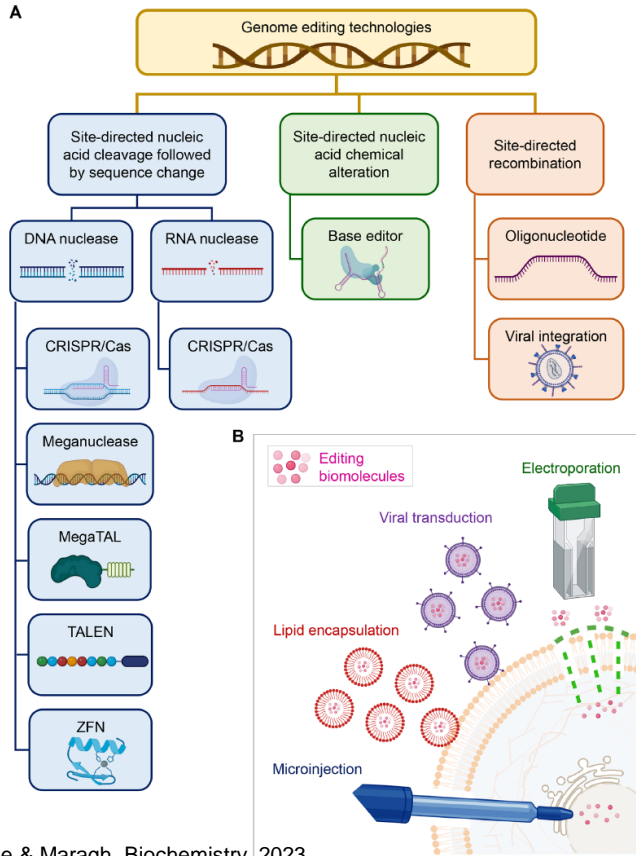 A
Genome editing technologies
Site-directed nucleic
acid cleavage followed
by sequence change
Site-directed nucleic
acid chemical
alteration
Site-directed
recombination
DNA nuclease
RNA nuclease
Base editor
Oligonucleotide
CRISPR/Cas
CRISPR/Cas
Viral integration
Meganuclease
MegaTAL
TALEN
ZFN
B
Editing
biomolecules
Electroporation
Viral transduction
Lipid encapsulation
Microinjection
e & Maragh, Biochemistry, 2023